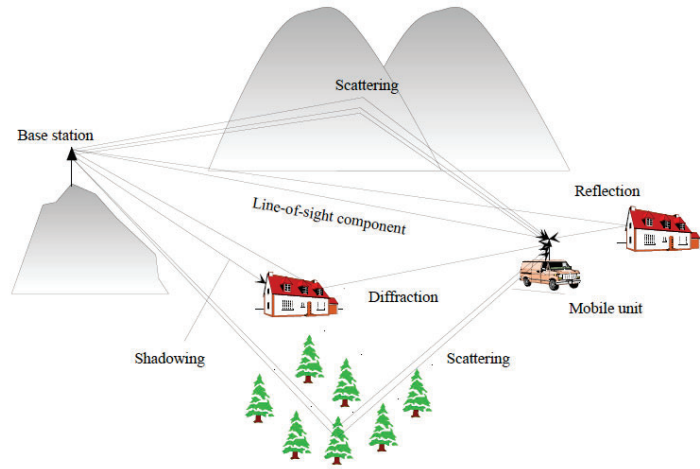 Scattering
Base station
Reflection
Line-of-sight component
Diffraction
Mobile unit
Shadowing
Scattering